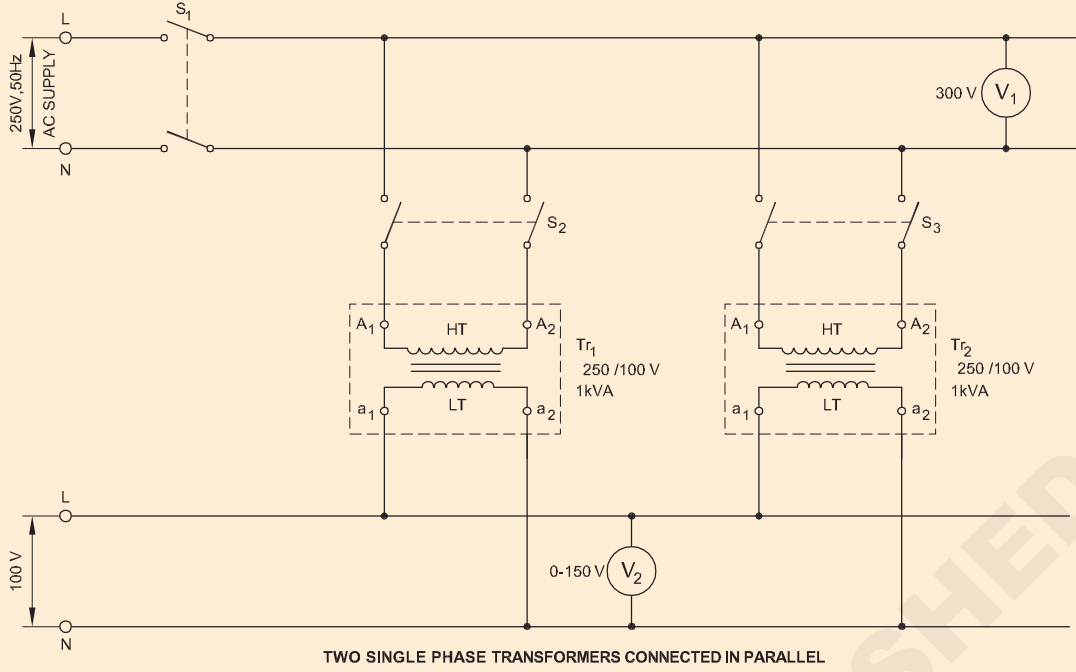 L
S1
250V,50Hz
AC SUPPLY
N
300 V
V1
S2
S3
A1
HT
A2
Tr1
250 /100 V
1kVA
a1
LT
a2
A1
HT
A2
Tr2
250 /100 V
1kVA
a1
LT
a2
L
100 V
0-150 V
V2
N
TWO SINGLE PHASE TRANSFORMERS CONNECTED IN PARALLEL
SHED